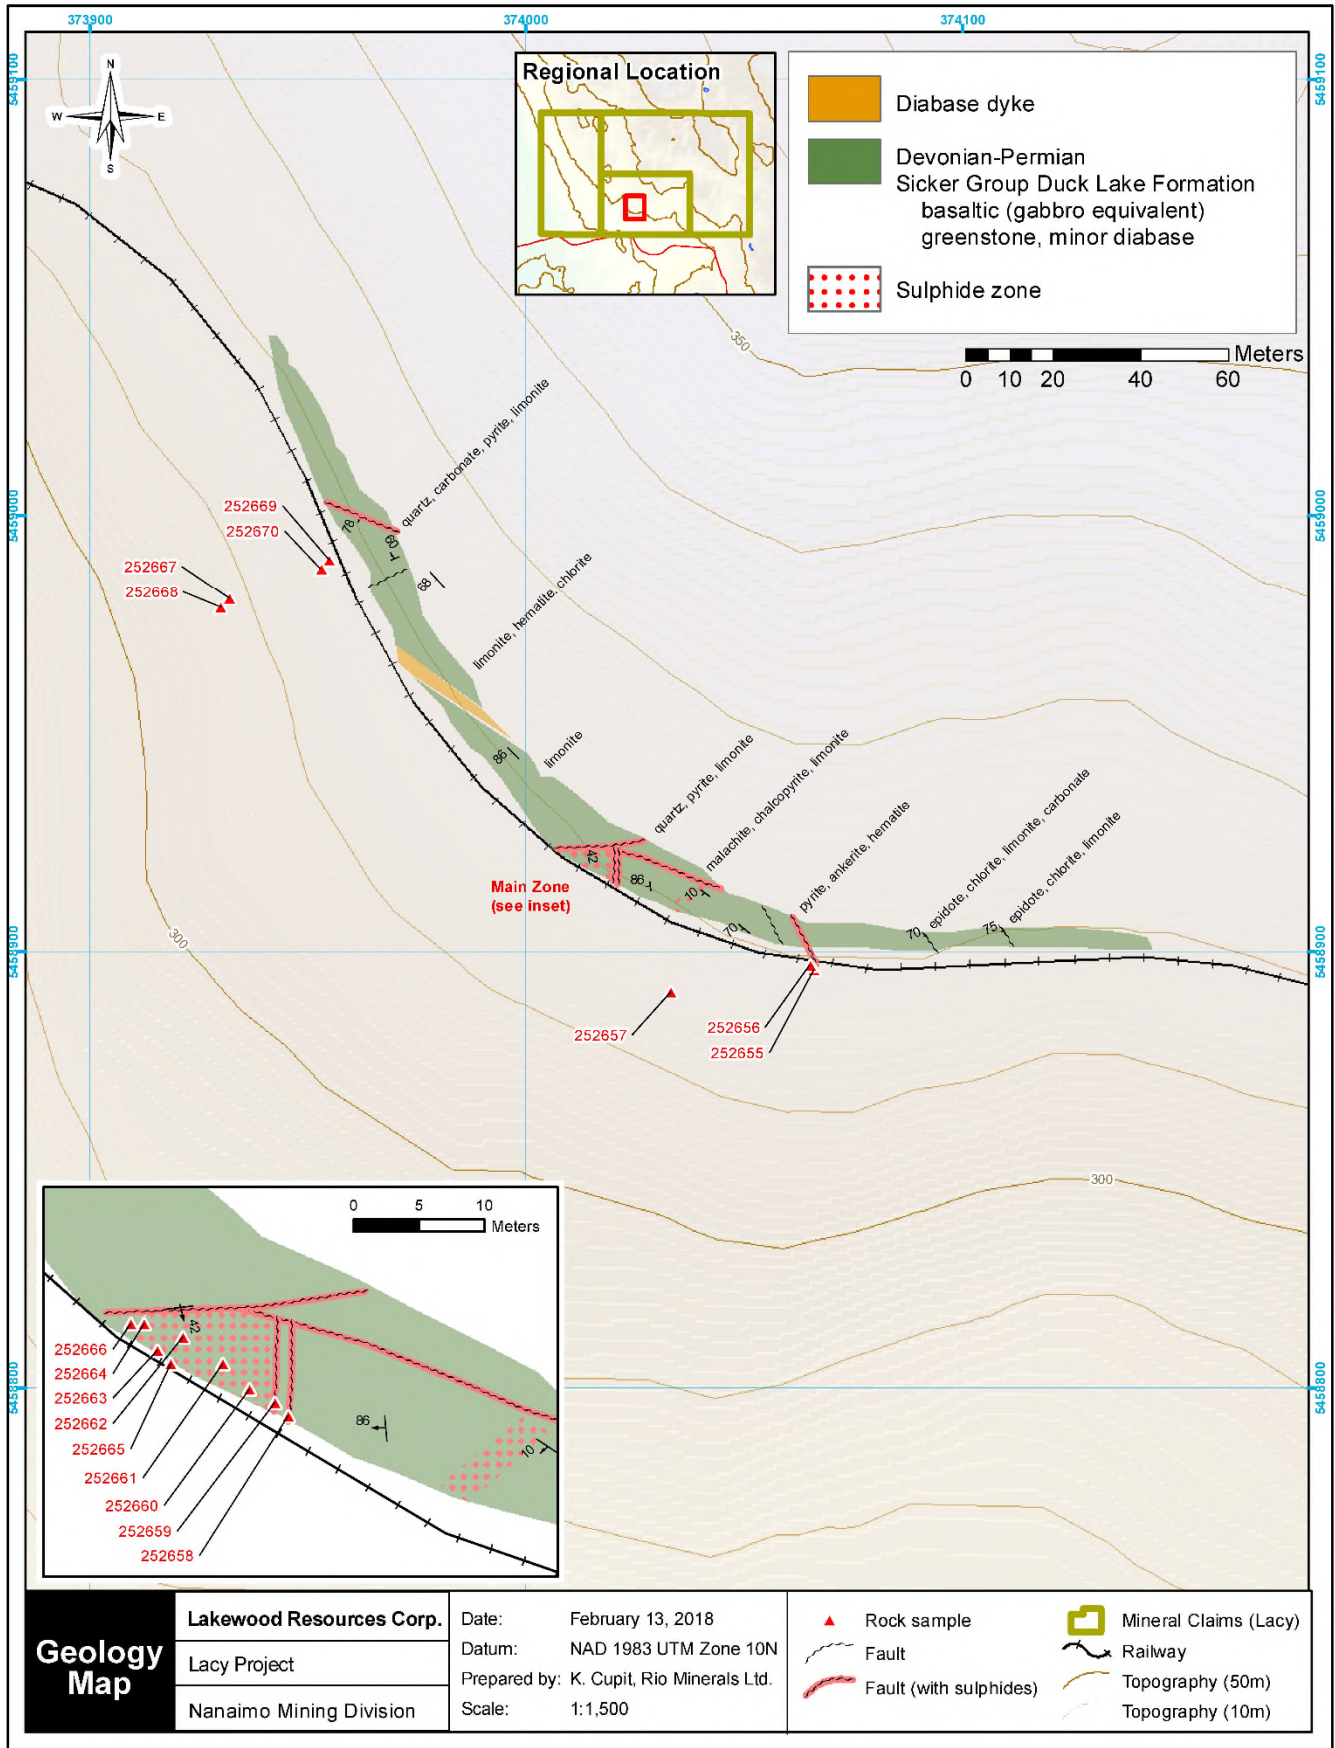 373900
374000
374100
5459100
5459100
N
W
E
S
Regional Location
Diabase dyke
Devonian-Permian
Sicker Group Duck Lake Formation
basaltic (gabbro equivalent)
greenstone, minor diabase
Sulphide zone
Meters
0 10 20 40 60
350
quartz, carbonate, pyrite, limonite
5459000
5459000
252669
252670
78
60
68
252667
252668
limonite, hematite, chlorite
86
limonite
quartz, pyrite, limonite
malachite, chalcopyrite, limonite
pyrite, ankerite, hematite
epidote, chlorite, limonite, carbonate
epidote, chlorite, limonite
42
86
10
70
70
75
Main Zone
(see inset)
300
5458900
5458900
252657
252656
252655
300
0 5 10
Meters
42
252666
252664
252663
252662
252665
252661
252660
252659
252658
86
10
5458800
5458800
Geology
Map
Lakewood Resources Corp.
Lacy Project
Nanaimo Mining Division
Date: February 13, 2018
Datum: NAD 1983 UTM Zone 10N
Prepared by: K. Cupit, Rio Minerals Ltd.
Scale: 1:1,500
Rock sample
Fault
Fault (with sulphides)
Mineral Claims (Lacy)
Railway
Topography (50m)
Topography (10m)